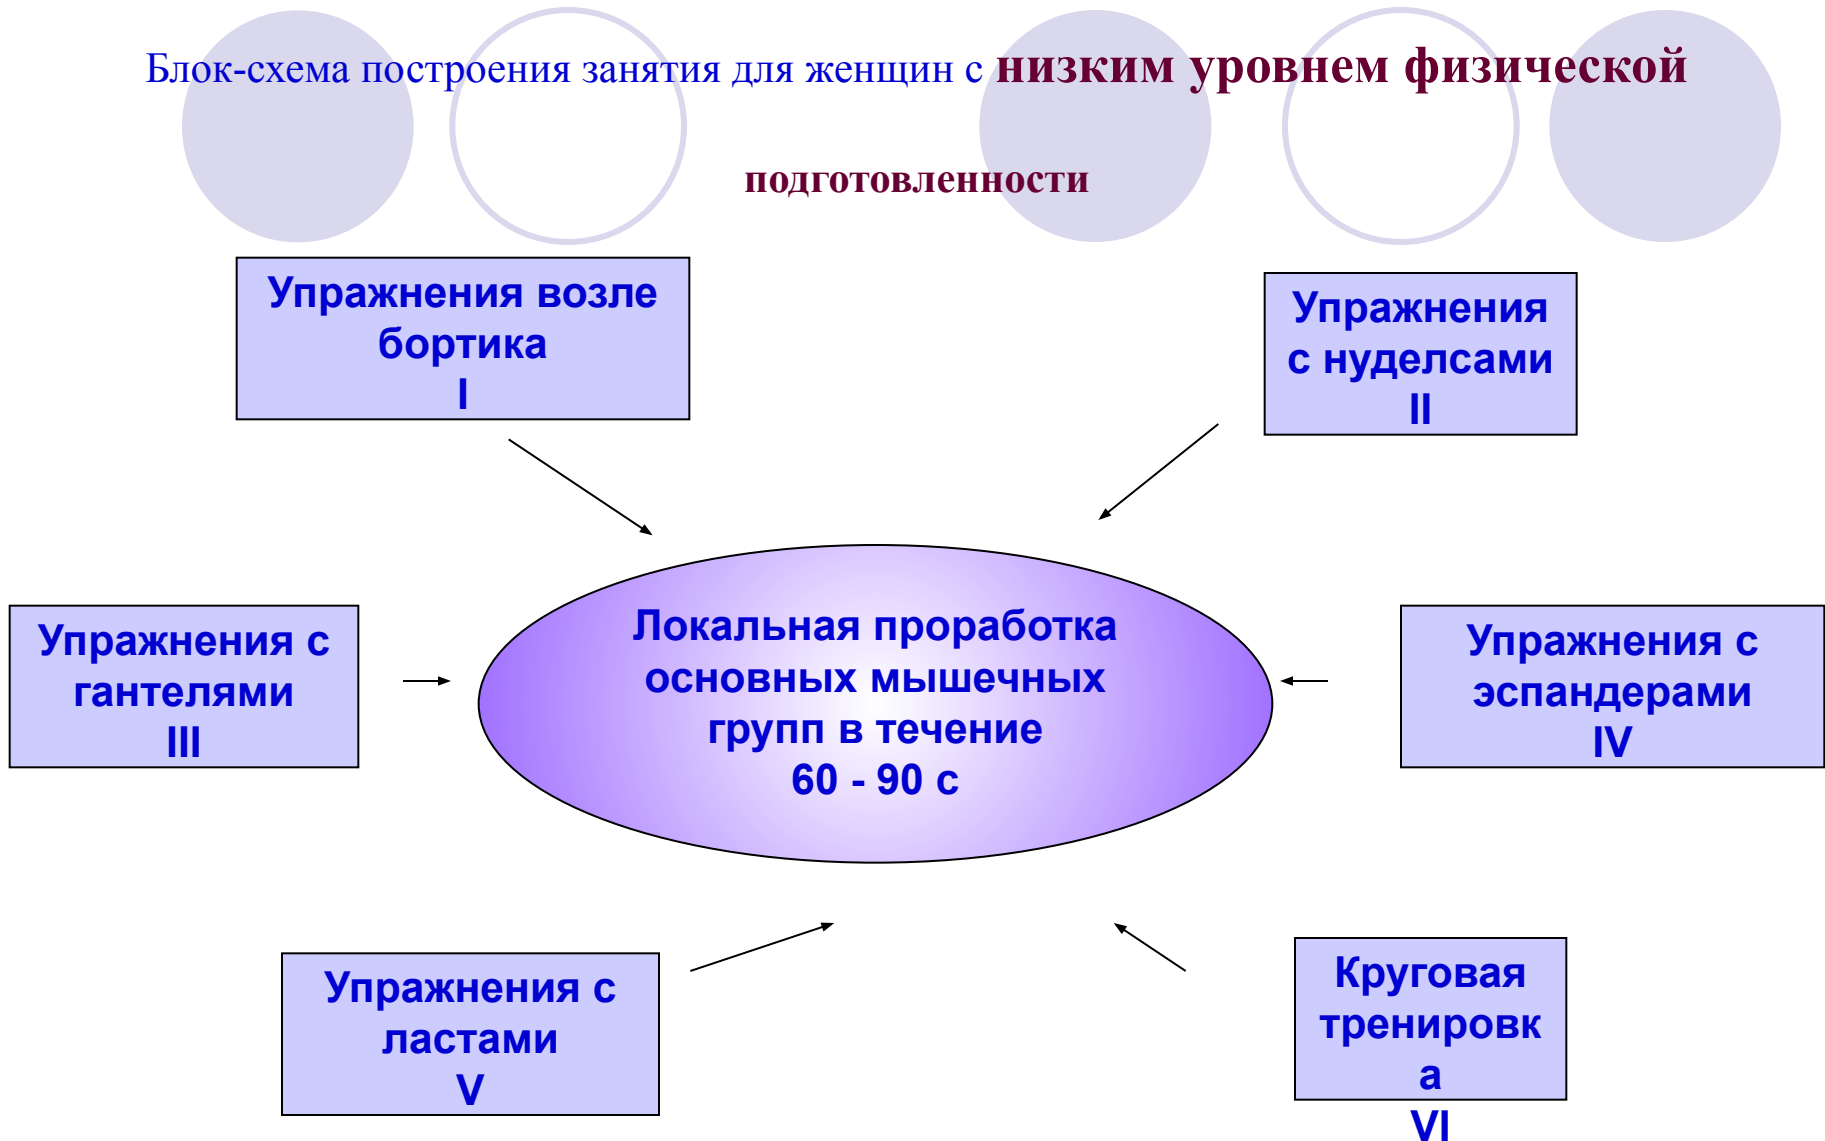 Блок-схема построения занятия для женщин с низким уровнем физической
подготовленности
Упражнения возле
бортика
I
Упражнения
с нуделсами
II
Упражнения с
гантелями
III
Локальная проработка
основных мышечных
групп в течение
60 - 90 с
Упражнения с
эспандерами
IV
Упражнения с
ластами
V
Круговая
тренировк
а
VI